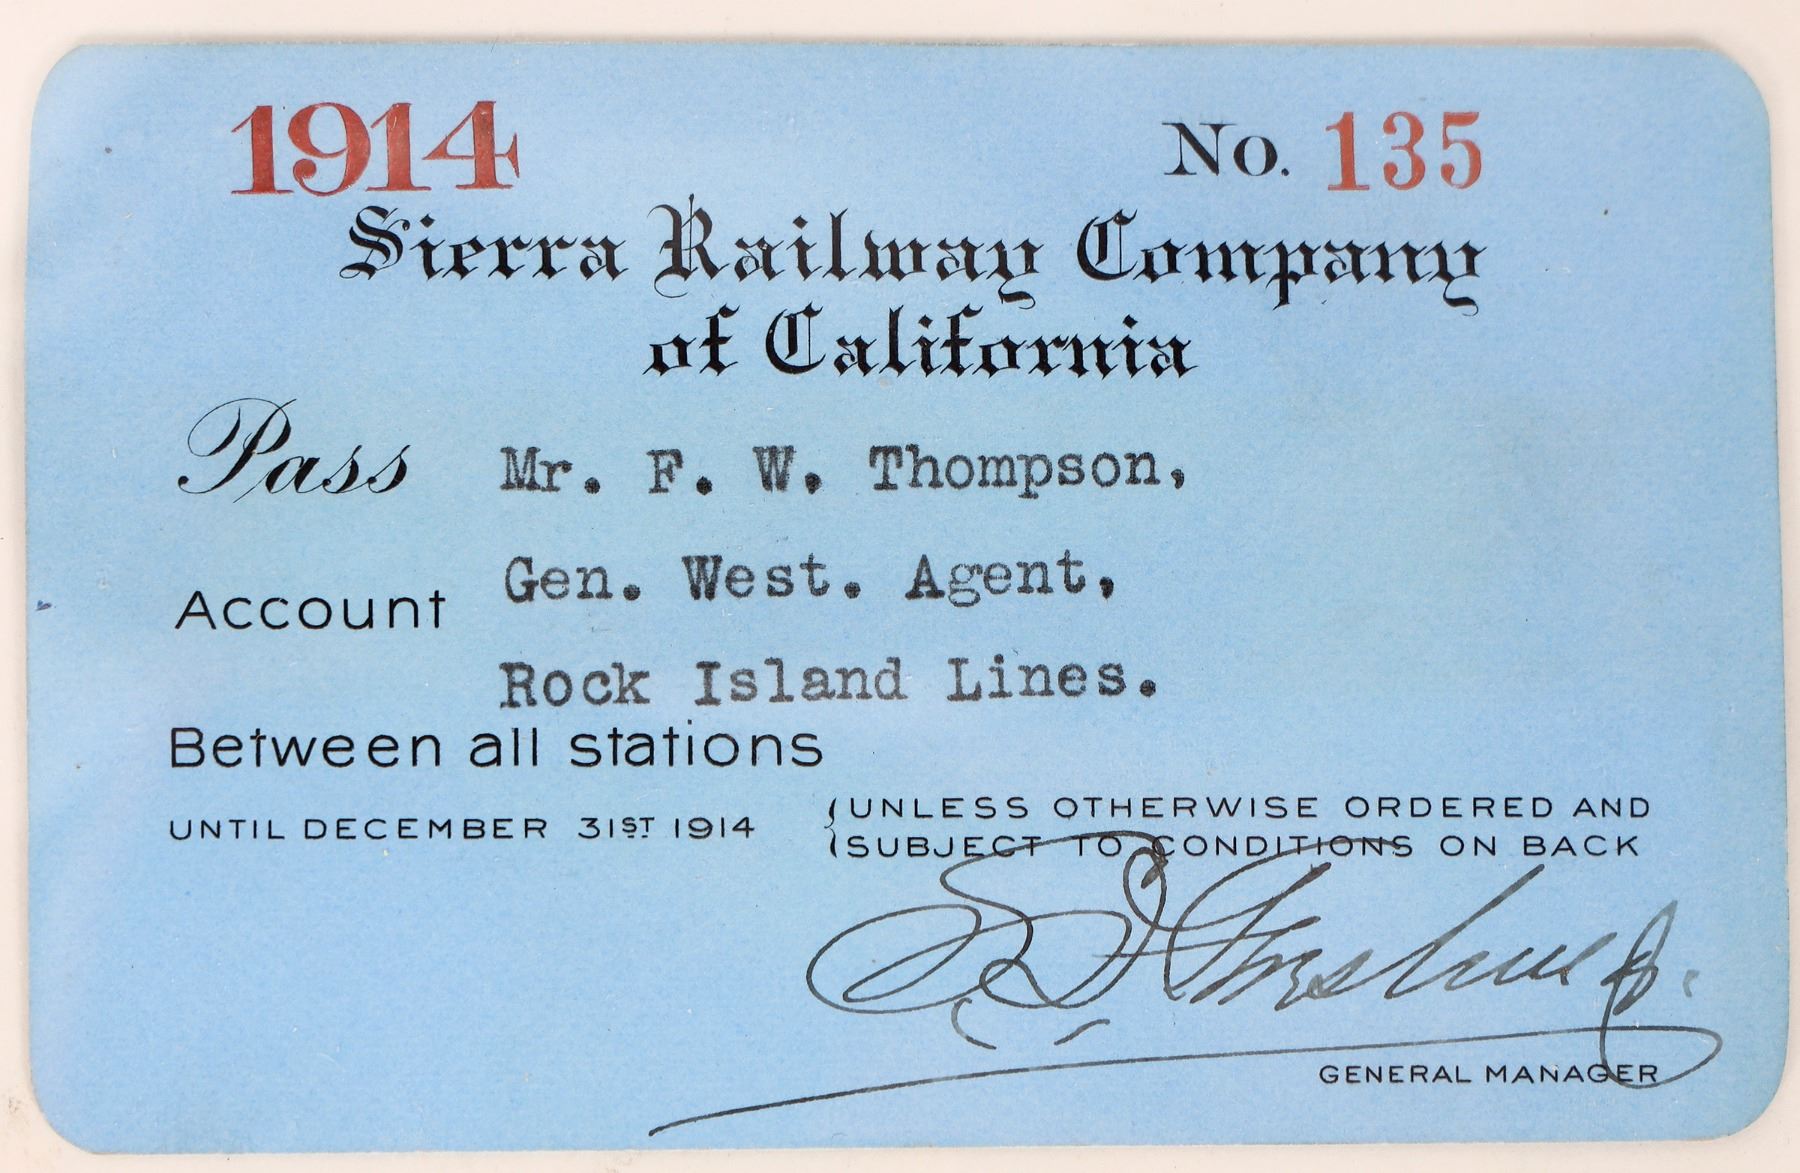 1914 No. 135
Sierra Railway Company
of California
Pass Mr. F. W. Thompson,
Gen. West. Agent,
Account
Rock Island Lines.
Between all stations
UNTIL DECEMBER 31ST 1914
UNLESS OTHERWISE ORDERED AND
SUBJECT TO CONDITIONS ON BACK
GENERAL MANAGER